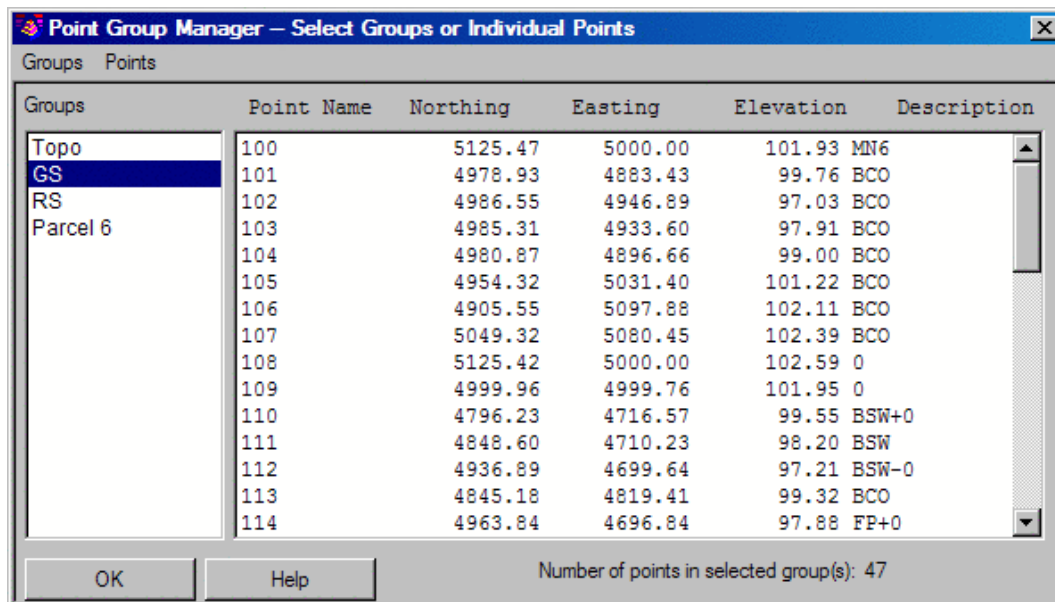 Point Group Manager – Select Groups or Individual Points
Groups Points
Groups Point Name Northing Easting Elevation Description
Topo 100 5125.47 5000.00 101.93 MN6
GS 101 4978.93 4883.43 99.76 BCO
RS 102 4986.55 4946.89 97.03 BCO
Parcel 6 103 4985.31 4933.60 97.91 BCO
104 4980.87 4896.66 99.00 BCO
105 4954.32 5031.40 101.22 BCO
106 4905.55 5097.88 102.11 BCO
107 5049.32 5080.45 102.39 BCO
108 5125.42 5000.00 102.59 0
109 4999.96 4999.76 101.95 0
110 4796.23 4716.57 99.55 BSW+0
111 4848.60 4710.23 98.20 BSW
112 4936.89 4699.64 97.21 BSW-0
113 4845.18 4819.41 99.32 BCO
114 4963.84 4696.84 97.88 FP+0
OK Help Number of points in selected group(s): 47